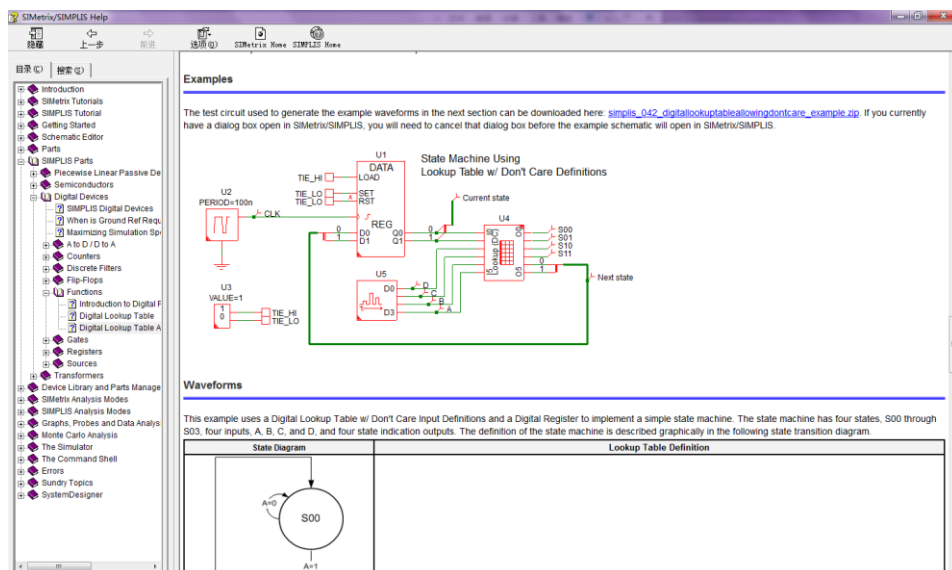 SIMetrix/SIMPLIS Help
隐藏
上一步
前进
选项(O)
SIMetrix Home
SIMPLIS Home
目录(C)
搜索(S)
Introduction
SIMetrix Tutorials
SIMPLIS Tutorial
Getting Started
Schematic Editor
Parts
SIMPLIS Parts
Piecewise Linear Passive De
Semiconductors
Digital Devices
SIMPLIS Digital Devices
When is Ground Ref Requ
Maximizing Simulation Spe
A to D / D to A
Counters
Discrete Filters
Flip-Flops
Functions
Introduction to Digital F
Digital Lookup Table
Digital Lookup Table A
Gates
Registers
Sources
Transformers
Device Library and Parts Manage
SIMetrix Analysis Modes
SIMPLIS Analysis Modes
Graphs, Probes and Data Analys
Monte Carlo Analysis
The Simulator
The Command Shell
Errors
Sundry Topics
SystemDesigner
Examples
The test circuit used to generate the example waveforms in the next section can be downloaded here: simplis_042_digitallookuptableallowingdontcare_example.zip. If you currently
have a dialog box open in SIMetrix/SIMPLIS, you will need to cancel that dialog box before the example schematic will open in SIMetrix/SIMPLIS.
State Machine Using
Lookup Table w/ Don't Care Definitions
U1
DATA
LOAD
SET
RST
REG
D0
D1
Q0
Q1
0
1
0
1
TIE_HI
TIE_LO
TIE_LO
U2
PERIOD=100n
CLK
Current state
U4
Lookup (DC)
O5
0
1
S00
S01
S10
S11
Next state
U5
D0
D3
D
C
B
A
U3
VALUE=1
1
0
TIE_HI
TIE_LO
Waveforms
This example uses a Digital Lookup Table w/ Don't Care Input Definitions and a Digital Register to implement a simple state machine. The state machine has four states, S00 through
S03, four inputs, A, B, C, and D, and four state indication outputs. The definition of the state machine is described graphically in the following state transition diagram.
State Diagram
Lookup Table Definition
A=0
S00
A=1